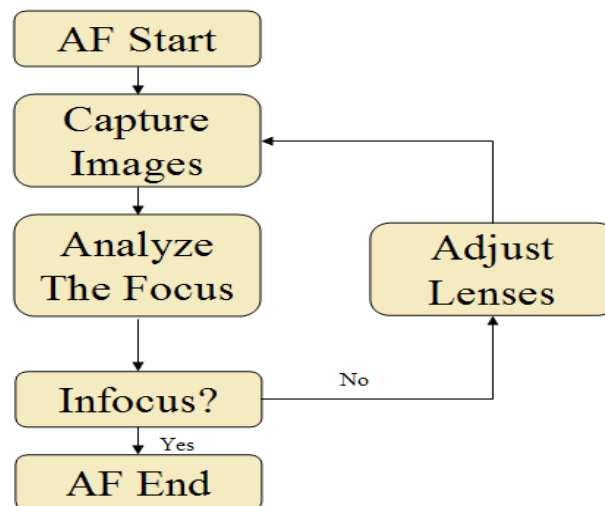 AF Start
Capture
Images
Analyze
The Focus
Adjust
Lenses
Infocus?
No
Yes
AF End